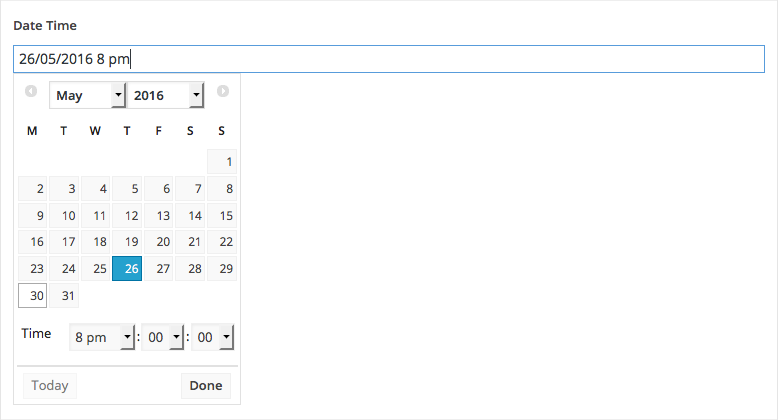 Date Time
26/05/2016 8 pm
May 2016
M T W T F S S
1
2 3 4 5 6 7 8
9 10 11 12 13 14 15
16 17 18 19 20 21 22
23 24 25 26 27 28 29
30 31
Time 8 pm : 00 : 00
Today Done